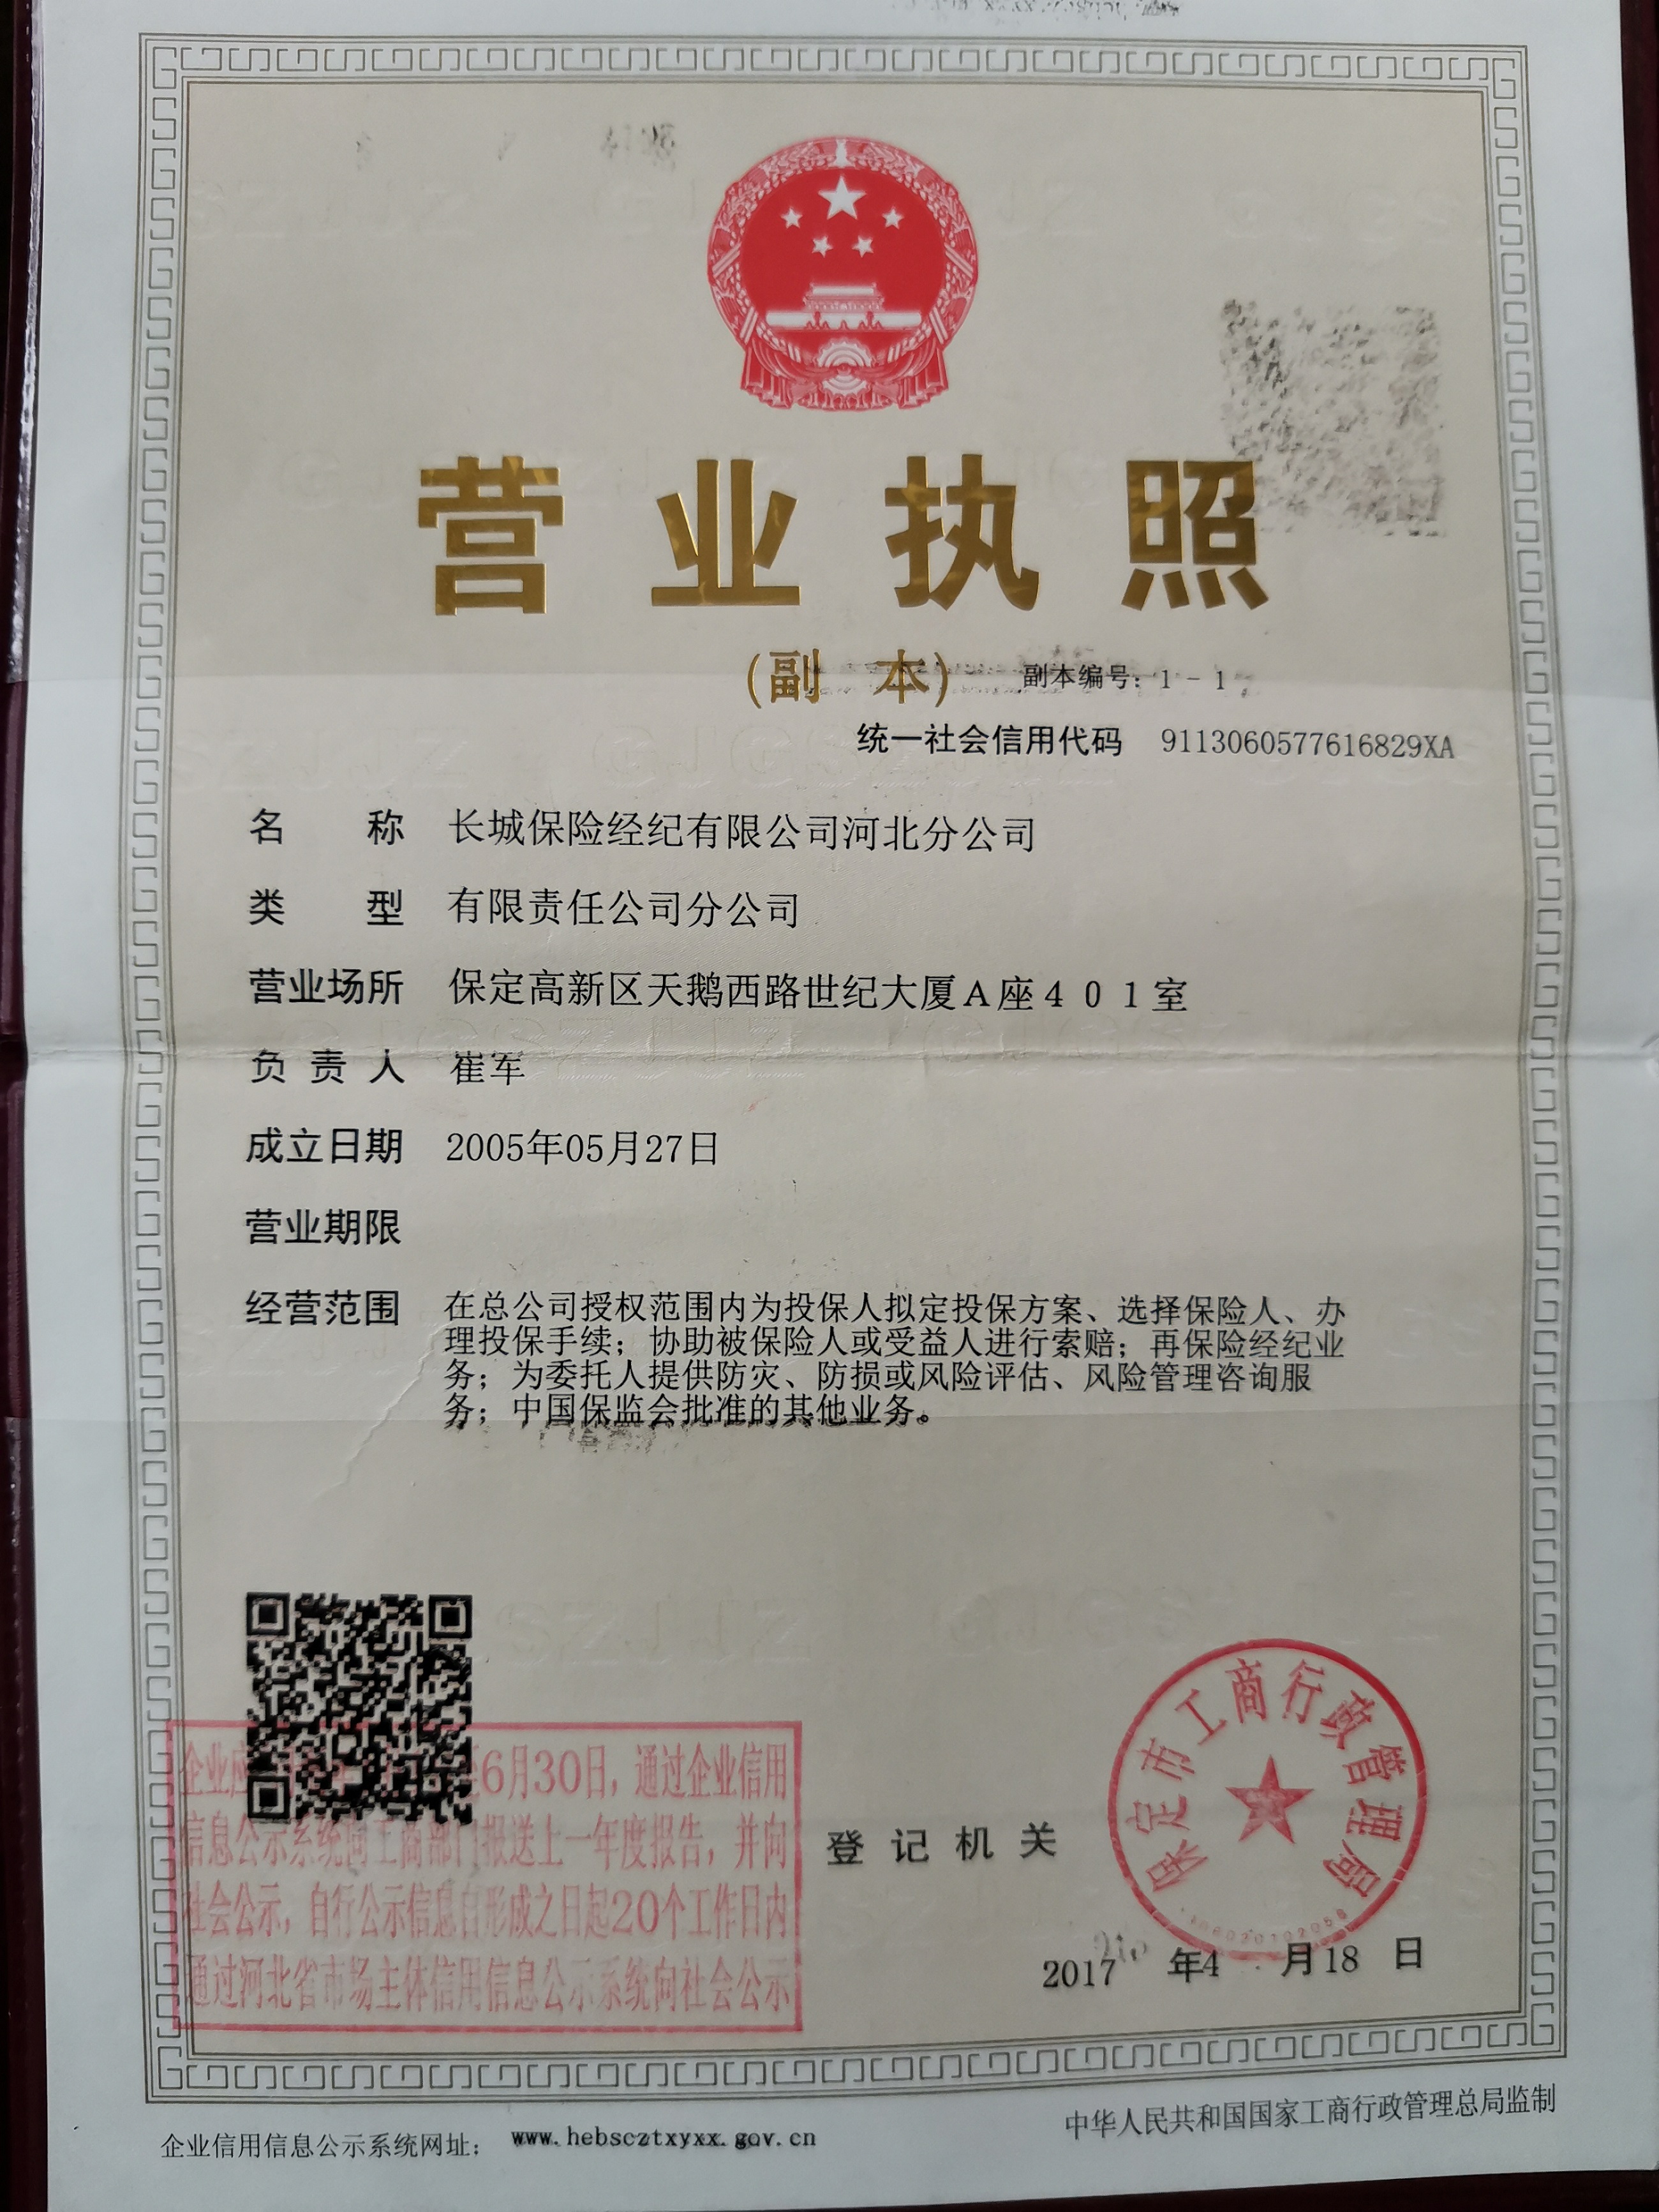 营业执照
(副 本) 副本编号：1－1
统一社会信用代码 9113060577616829XA
名 称 长城保险经纪有限公司河北分公司
类 型 有限责任公司分公司
营业场所 保定高新区天鹅西路世纪大厦A座401室
负责人 崔军
成立日期 2005年05月27日
营业期限
经营范围 在总公司授权范围内为投保人拟定投保方案、选择保险人、办
理投保手续；协助被保险人或受益人进行索赔；再保险经纪业
务；为委托人提供防灾、防损或风险评估、风险管理咨询服
务；中国保监会批准的其他业务。
企业应 6月30日，通过企业信用
信息公示系统向工商部门报送上一年度报告，并向
社会公示，自行公示信息自形成之日起20个工作日内
通过河北省市场主体信用信息公示系统向社会公示
登记机关
保定市工商行政管理局
2017年4月18日
企业信用信息公示系统网址： www.hebscztxyxx.gov.cn
中华人民共和国国家工商行政管理总局监制